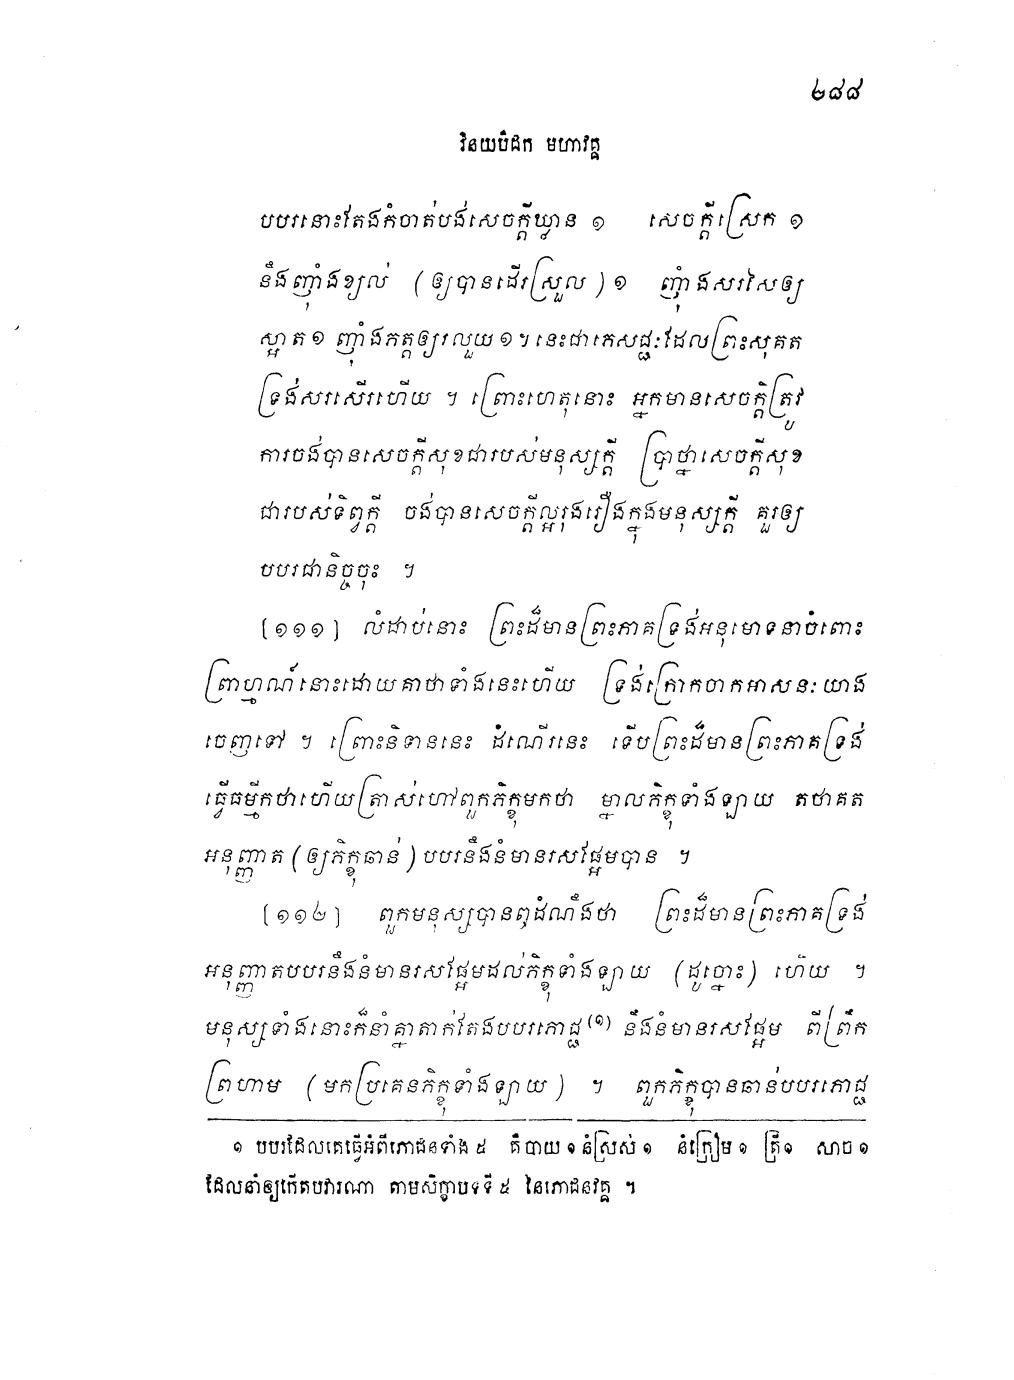 ២៨៨
វិនយបិដក មហាវគ្គ
បបរនោះតែងកំចាត់បង់សេចក្តីឃ្លាន ១ សេចក្តីស្រេក ១
នឹងញ៉ាំងខ្យល់ (ឲ្យបានដើរស្រួល) ១ ញុំាងសរសៃឲ្យ
ស្អាត ១ ញុំាងភត្តឲ្យរលួយ ១ ។ នេះជាភេសជ្ជៈដែលព្រះសុគត
ទ្រង់សរសើរហើយ ។ ព្រោះហេតុនោះ អ្នកមានសេចក្តិត្រូវ
ការចង់បានសេចក្តីសុខជារបស់មនុស្សក្តី ប្រាថ្នាសេចក្តីសុខ
ជារបស់ទិព្វក្តី ចង់បានសេចក្តីល្អរុងរឿងក្នុងមនុស្សក្តី គួរឲ្យ
បបរជានិច្ចចុះ ។
[១១១] លំដាប់នោះ ព្រះដ៏មានព្រះភាគទ្រង់អនុមោទនាចំពោះ
ព្រាហ្មណ៍នោះដោយគាថាទាំងនេះហើយ ទ្រង់ក្រោកចាកអាសនៈយាង
ចេញទៅ ។ ព្រោះនិទាននេះ ដំណើរនេះ ទើបព្រះដ៏មានព្រះភាគទ្រង់
ធ្វើធម្មីកថាហើយត្រាស់ហៅពួកភិក្ខុមកថា ម្នាលភិក្ខុទាំងឡាយ តថាគត
អនុញ្ញាត (ឲ្យភិក្ខុឆាន់) បបរនឹងនំមានរសផ្អែមបាន ។
[១១២] ពួកមនុស្សបានឮដំណឹងថា ព្រះដ៏មានព្រះភាគទ្រង់
អនុញ្ញាតបបរនឹងនំមានរសផ្អែមដល់ភិក្ខុទាំងឡាយ (ដូច្នោះ) ហើយ ។
មនុស្សទាំងនោះក៏នាំគ្នាតាក់តែងបបរភោជ្ជ (១) នឹងនំមានរសផ្អែម ពីព្រឹក
ព្រហាម (មកប្រគេនភិក្ខុទាំងឡាយ) ។ ពួកភិក្ខុបានឆាន់បបរភោជ្ជ
១ បបរដែលគេធ្វើអំពីភោជនទាំង ៥ គឺបាយ ១ នំស្រស់ ១ នំក្រៀម ១ ត្រី ១ សាច ១
ដែលនាំឲ្យកើតបវារណា តាមសិក្ខាបទទី ៥ នៃភោជនវគ្គ ។